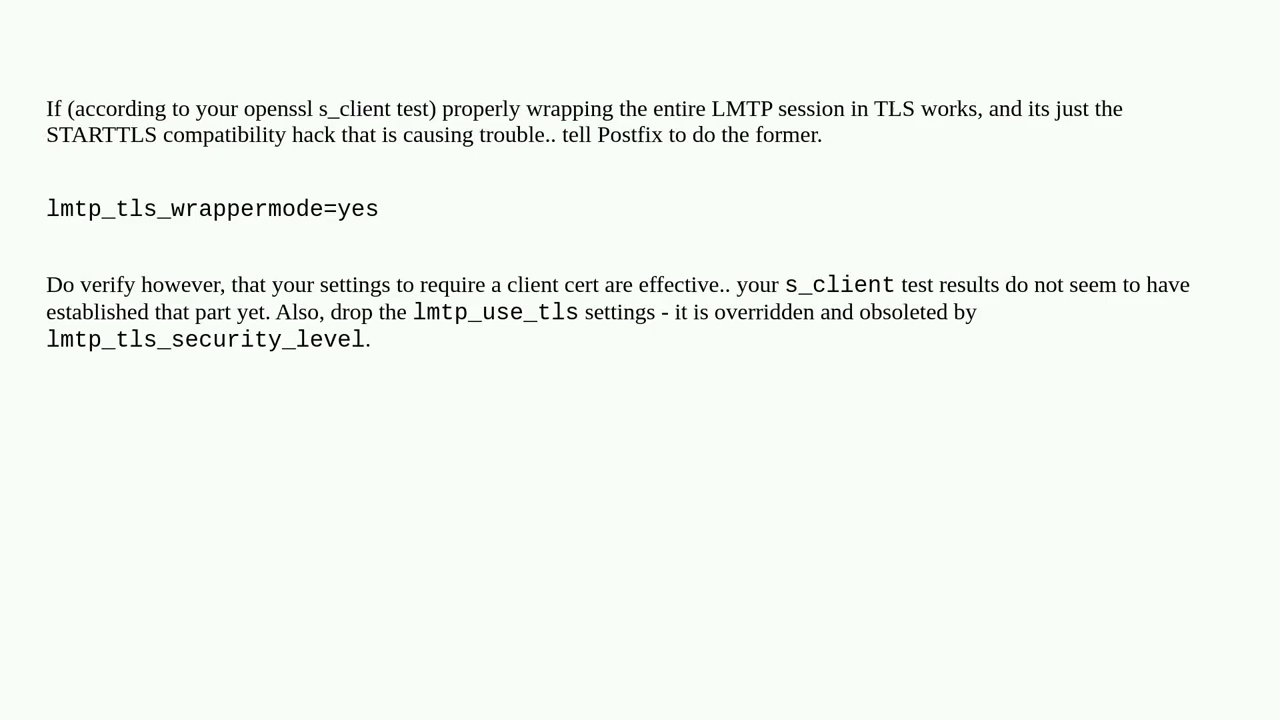 If (according to your openssl s_client test) properly wrapping the entire LMTP session in TLS works, and its just the
STARTTLS compatibility hack that is causing trouble.. tell Postfix to do the former.
lmtp_tls_wrappermode=yes
Do verify however, that your settings to require a client cert are effective.. your s_client test results do not seem to have
established that part yet. Also, drop the lmtp_use_tls settings - it is overridden and obsoleted by
lmtp_tls_security_level.